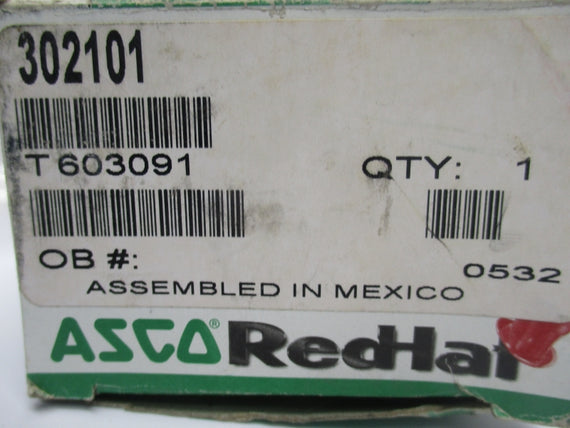 302101
T 603091
QTY: 1
OB #:
0532
ASSEMBLED IN MEXICO
ASCO® RedHat